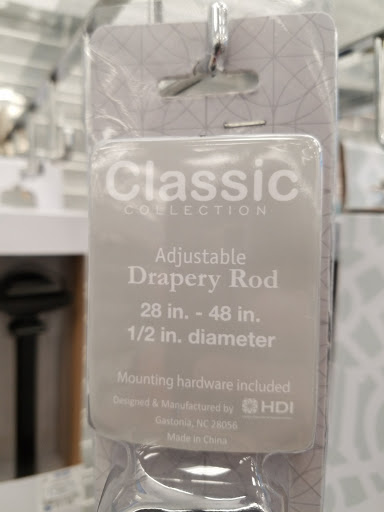 Classic
COLLECTION
Adjustable
Drapery Rod
28 in. - 48 in.
1/2 in. diameter
Mounting hardware included
Designed & Manufactured by HDI
Gastonia, NC 28056
Made in China